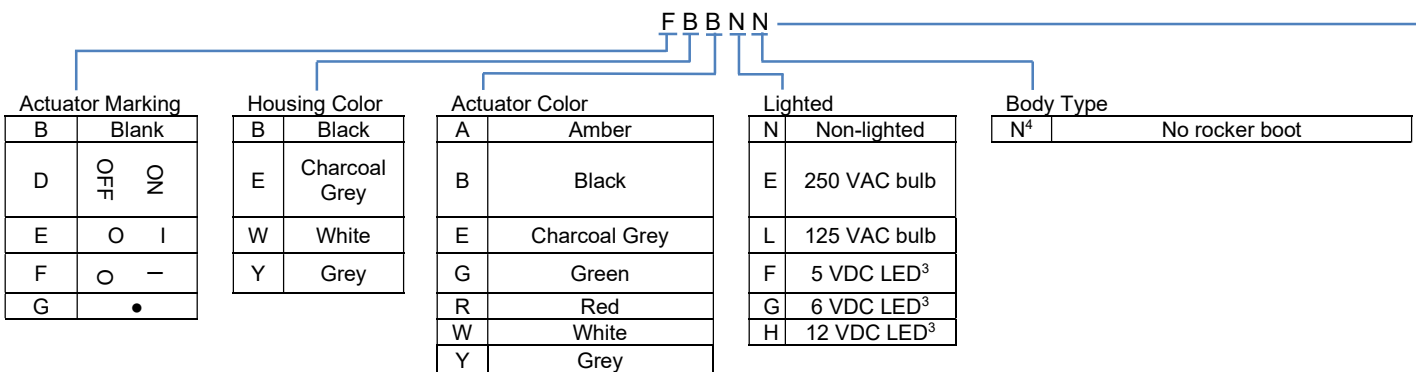 F B B N N
Actuator Marking
B Blank
D OFF ON
E O I
F O –
G ●
Housing Color
B Black
E Charcoal
Grey
W White
Y Grey
Actuator Color
A Amber
B Black
E Charcoal Grey
G Green
R Red
W White
Y Grey
Lighted
N Non-lighted
E 250 VAC bulb
L 125 VAC bulb
F 5 VDC LED³
G 6 VDC LED³
H 12 VDC LED³
Body Type
N⁴ No rocker boot